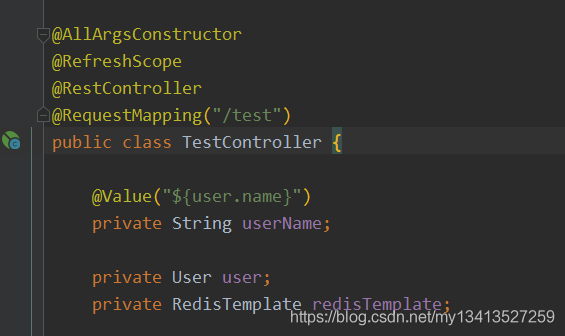 @AllArgsConstructor
@RefreshScope
@RestController
@RequestMapping("/test")
public class TestController {
@Value("${user.name}")
private String userName;
private User user;
private RedisTemplate redisTemplate;
https://blog.csdn.net/my13413527259